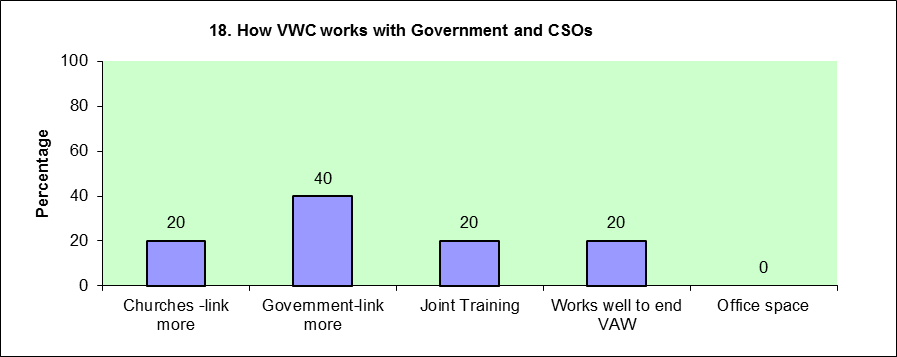 18. How VWC works with Government and CSOs
Percentage
100
80
60
40
20
0
20
40
20
20
0
Churches -link
more
Government-link
more
Joint Training
Works well to end
VAW
Office space